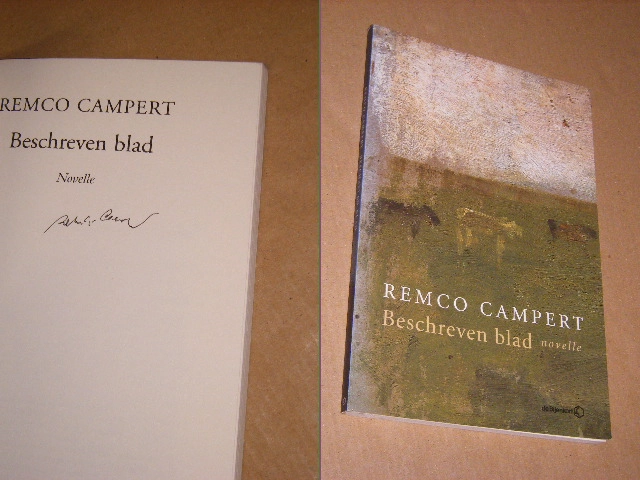 REMCO CAMPERT
Beschreven blad
Novelle
REMCO CAMPERT
Beschreven blad novelle